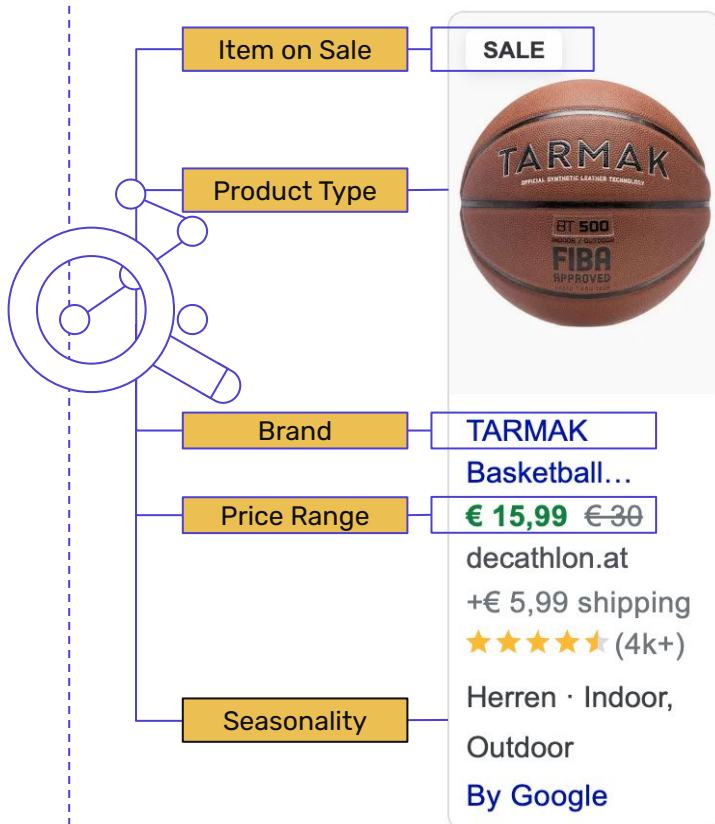 Item on Sale
SALE
Product Type
TARMAK
OFFICIAL SYNTHETIC LEATHER TECHNOLOGY
BT 500
INDOOR / OUTDOOR
FIBA
APPROVED
Brand
TARMAK
Basketball…
Price Range
€ 15,99 € 30
decathlon.at
+€ 5,99 shipping
(4k+)
Seasonality
Herren · Indoor,
Outdoor
By Google